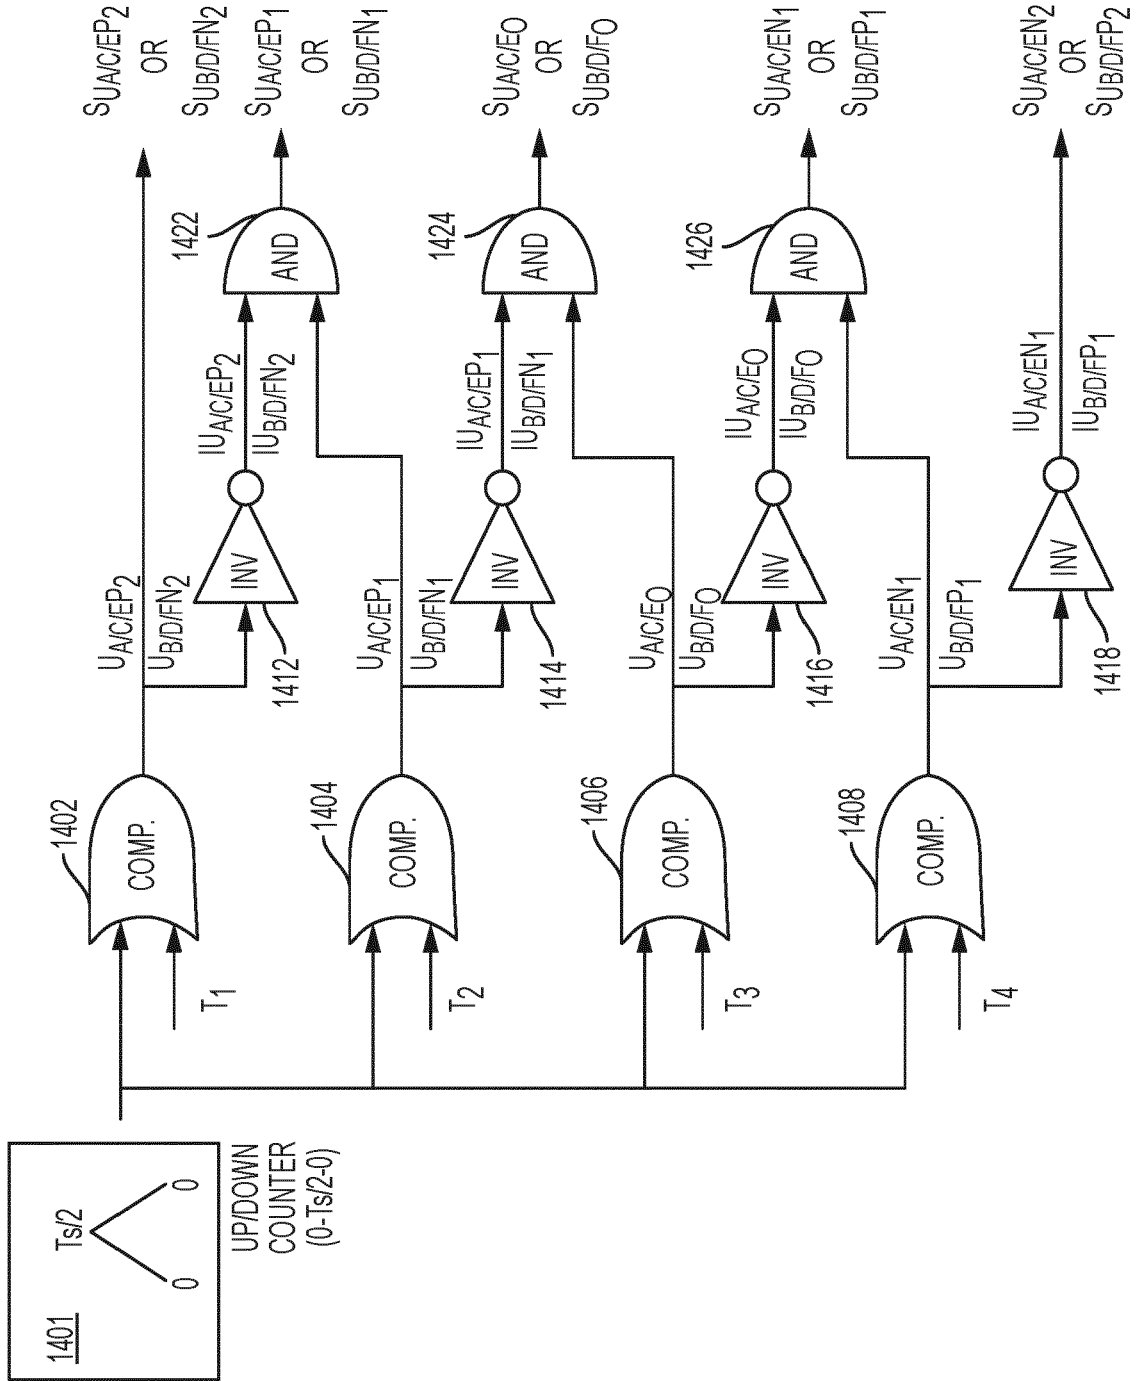 1401
Ts/2
0
0
UP/DOWN
COUNTER
(0-Ts/2-0)
T1
T2
T3
T4
1402
COMP.
1404
COMP.
1406
COMP.
1408
COMP.
UA/C/EP2
UB/D/FN2
INV
1412
IUA/C/EP2
IUB/D/FN2
UA/C/EP1
UB/D/FN1
INV
1414
IUA/C/EP1
IUB/D/FN1
UA/C/EO
UB/D/FO
INV
1416
IUA/C/EO
IUB/D/FO
UA/C/EN1
UB/D/FP1
INV
1418
IUA/C/EN1
IUB/D/FP1
1422
AND
1424
AND
1426
AND
SUA/C/EP2
OR
SUB/D/FN2
SUA/C/EP1
OR
SUB/D/FN1
SUA/C/EO
OR
SUB/D/FO
SUA/C/EN1
OR
SUB/D/FP1
SUA/C/EN2
OR
SUB/D/FP2